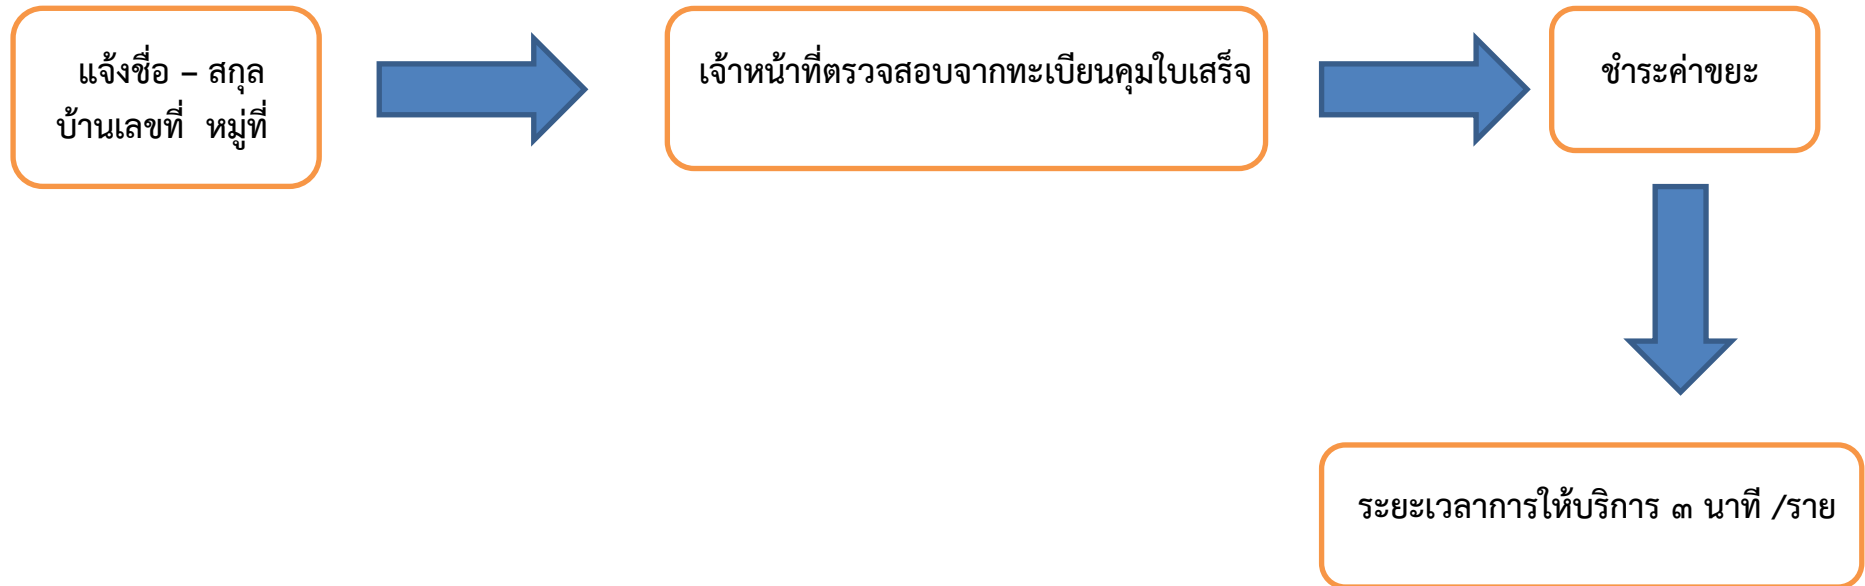 แจ้งชื่อ – สกุล
บ้านเลขที่ หมู่ที่
เจ้าหน้าที่ตรวจสอบจากทะเบียนคุมใบเสร็จ
ชำระค่าขยะ
ระยะเวลาการให้บริการ ๓ นาที /ราย